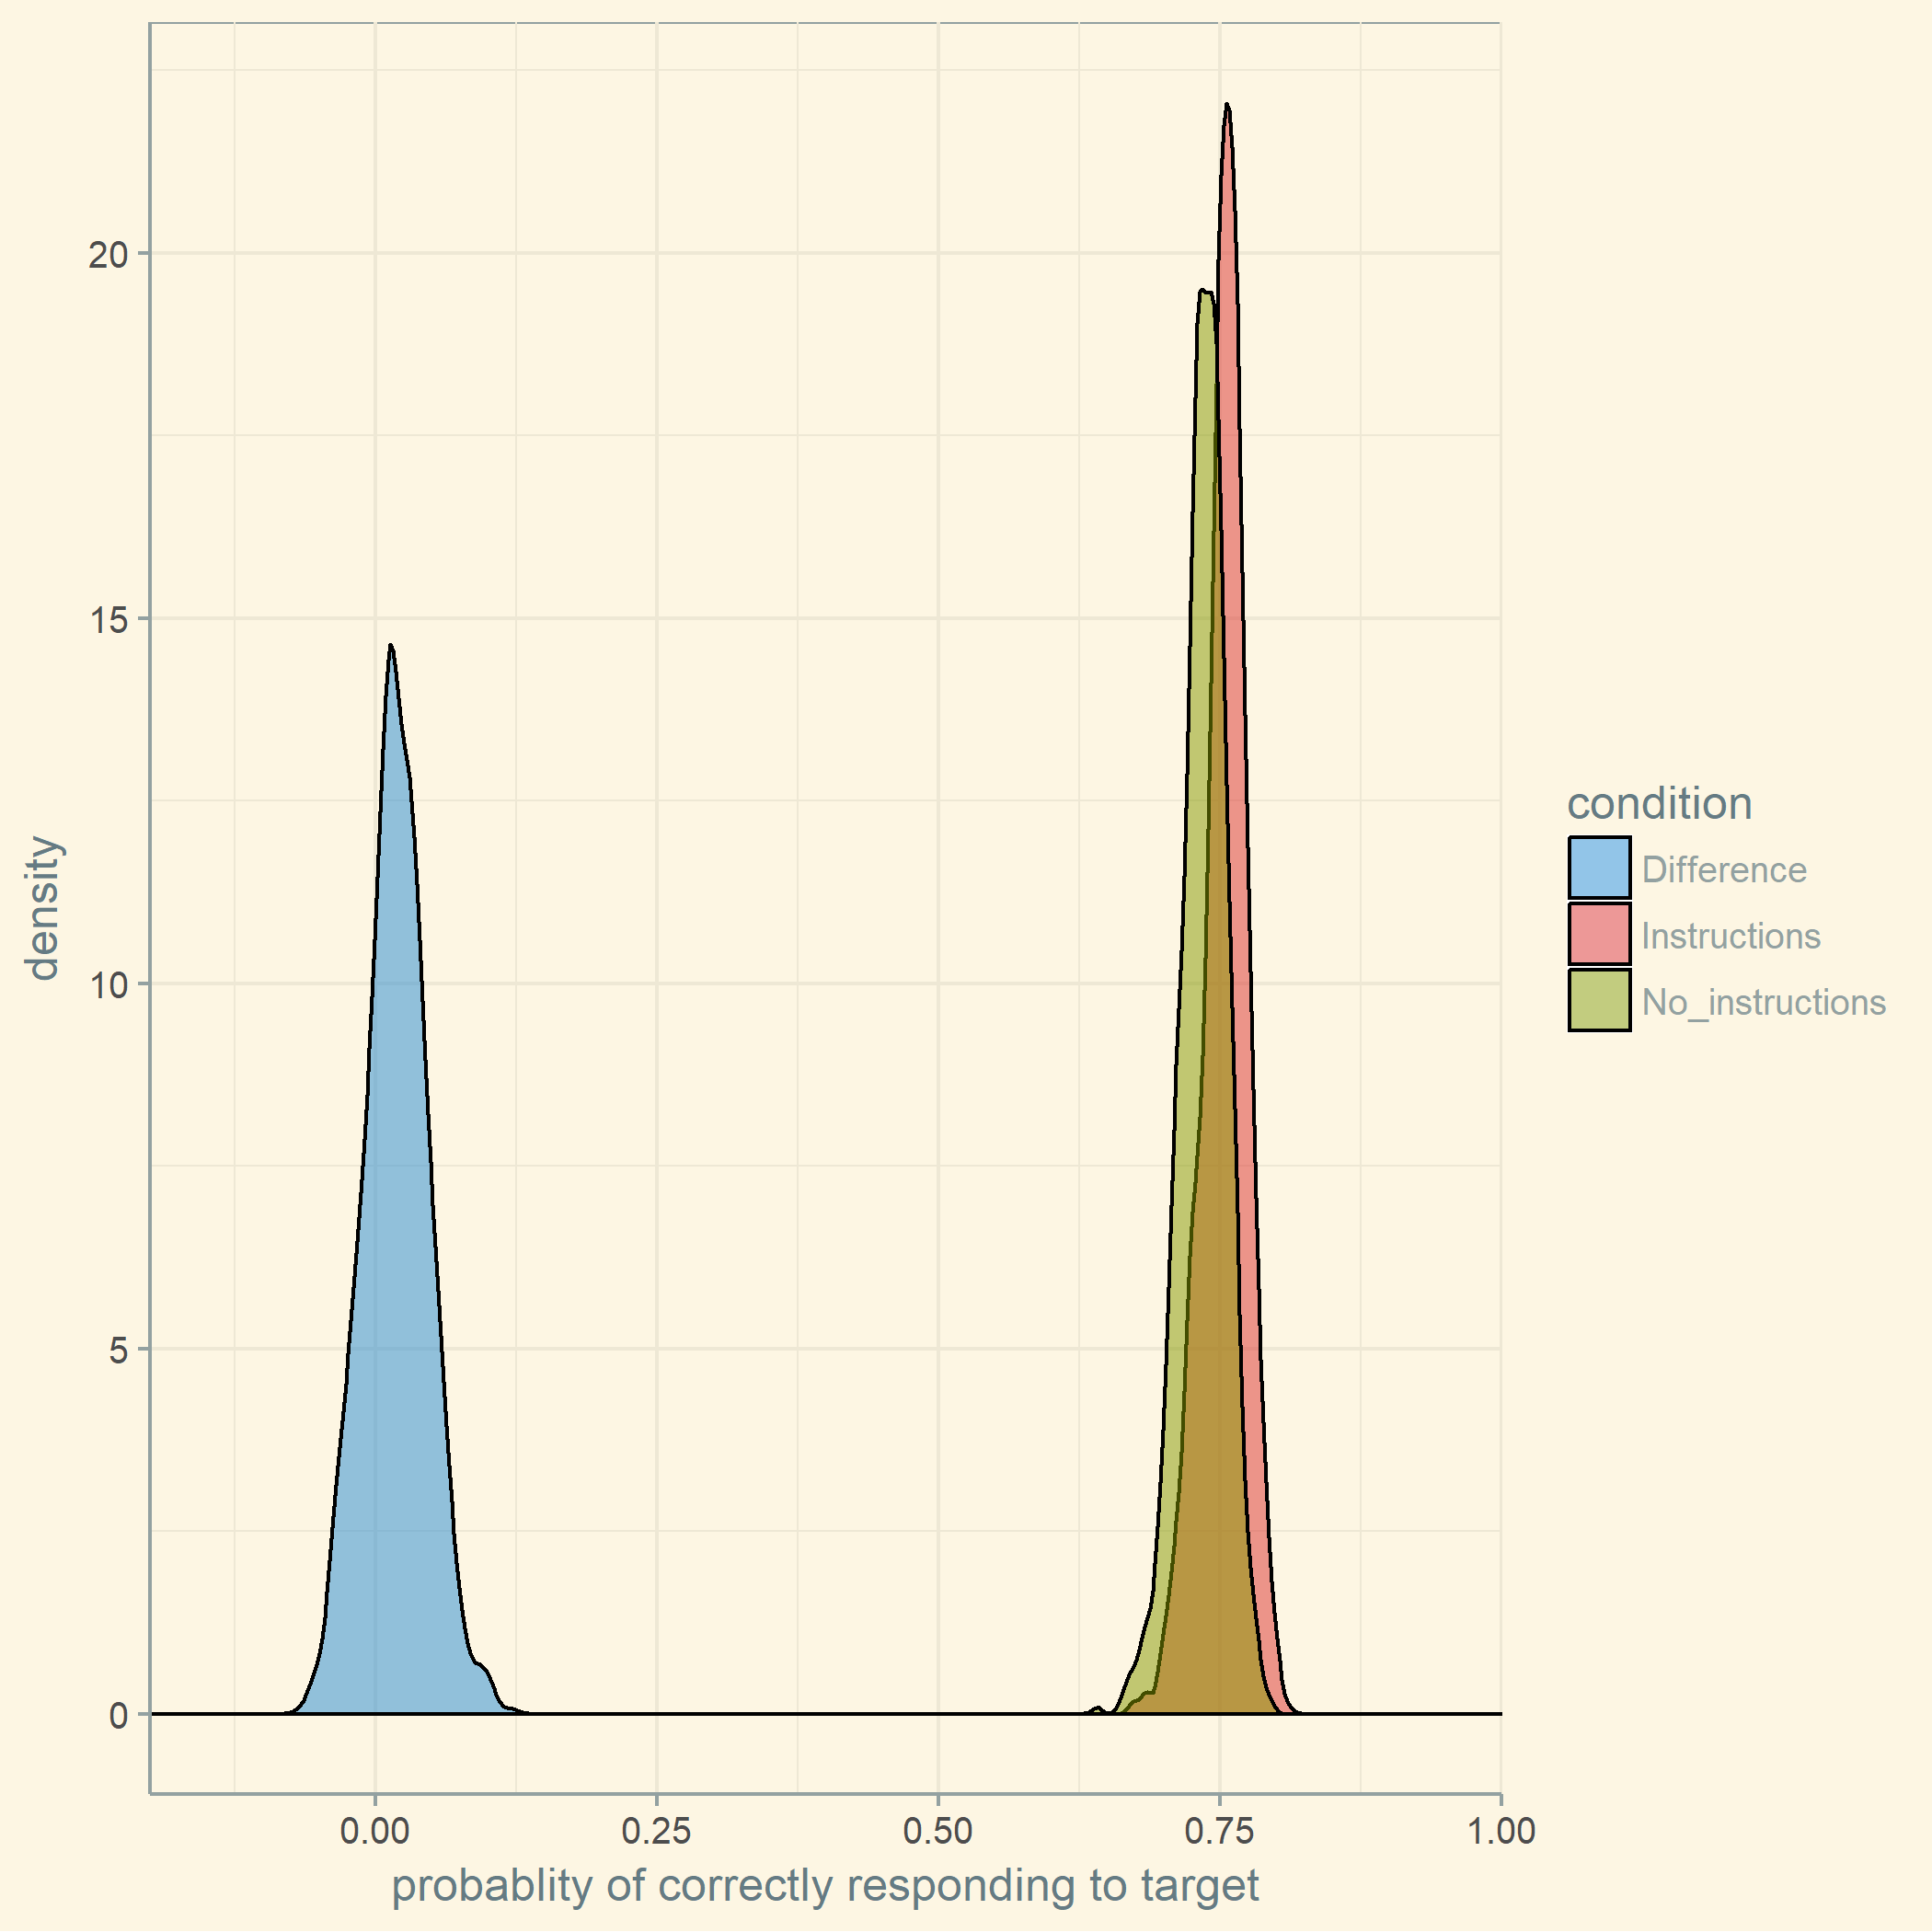 20
15
10
5
0
density
0.00 0.25 0.50 0.75 1.00
probablity of correctly responding to target
condition
Difference
Instructions
No_instructions